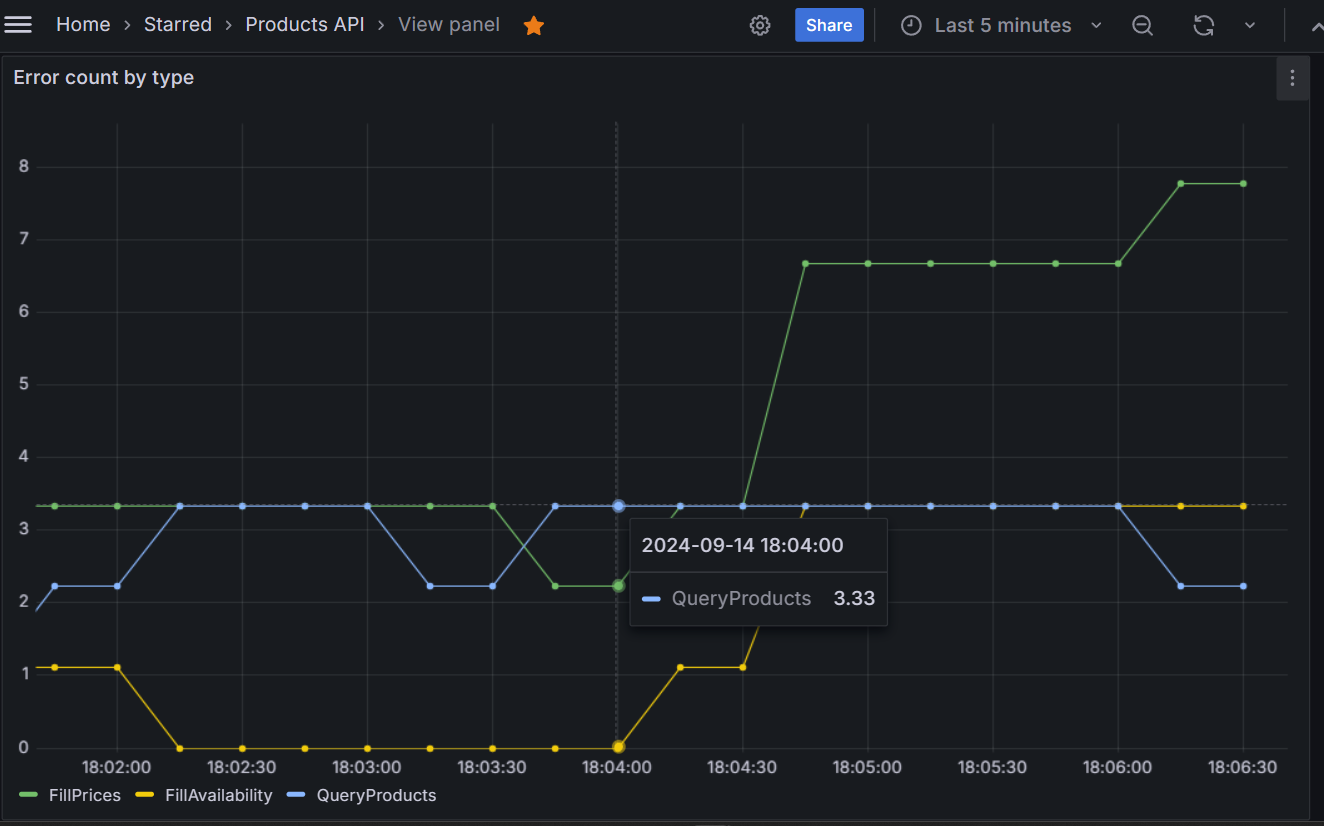 Home › Starred › Products API › View panel Share Last 5 minutes
Error count by type
8
7
6
5
4
3
2
1
0
2024-09-14 18:04:00
QueryProducts 3.33
18:02:00 18:02:30 18:03:00 18:03:30 18:04:00 18:04:30 18:05:00 18:05:30 18:06:00 18:06:30
FillPrices FillAvailability QueryProducts